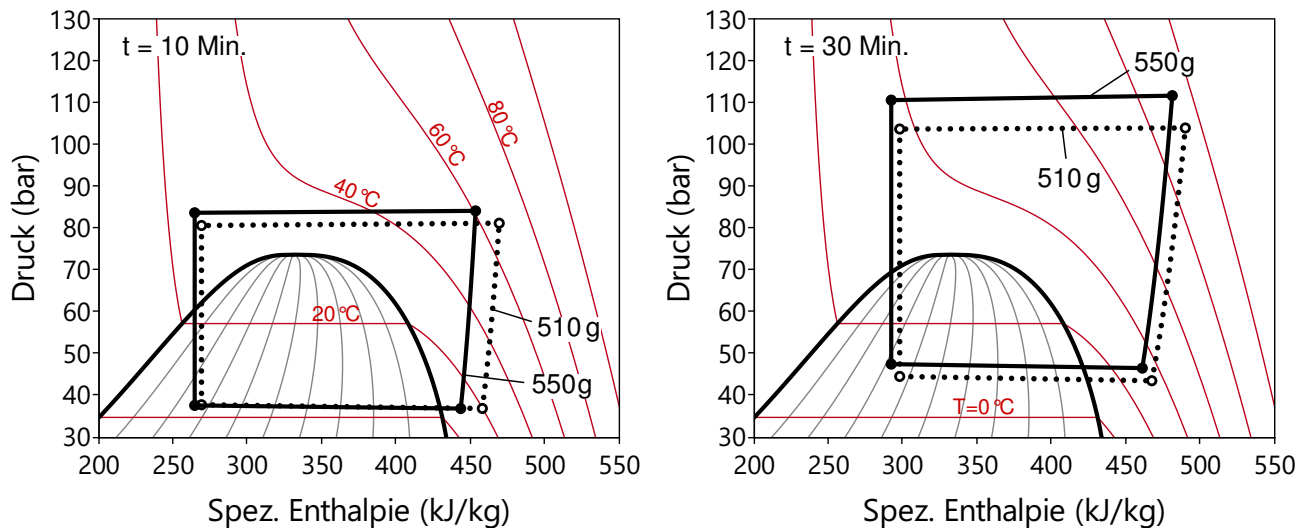 t = 10 Min.
Druck (bar)
130
120
110
100
90
80
70
60
50
40
30
80°C
60°C
40°C
20°C
510g
550g
200
250
300
350
400
450
500
550
Spez. Enthalpie (kJ/kg)
t = 30 Min.
Druck (bar)
130
120
110
100
90
80
70
60
50
40
30
550g
510g
T=0°C
200
250
300
350
400
450
500
550
Spez. Enthalpie (kJ/kg)